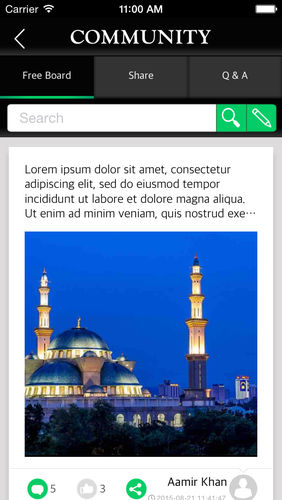 Carrier 11:00 AM
COMMUNITY
Free Board Share Q & A
Search
Lorem ipsum dolor sit amet, consectetur
adipiscing elit, sed do eiusmod tempor
incididunt ut labore et dolore magna aliqua.
Ut enim ad minim veniam, quis nostrud exe…
5 3 Aamir Khan
2015-08-21 11:41:47